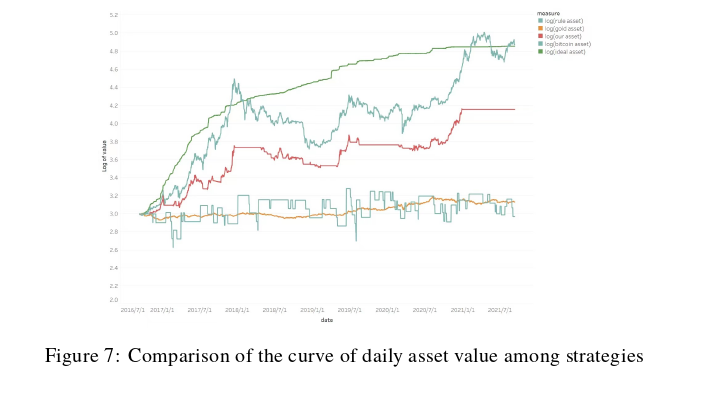 measure
log(rule asset)
log(gold asset)
log(our asset)
log(bitcoin asset)
log(ideal asset)
5.2
5.0
4.8
4.6
4.4
4.2
4.0
3.8
3.6
3.4
3.2
3.0
2.8
2.6
2.4
2.2
2.0
Log of value
2016/7/1 2017/1/1 2017/7/1 2018/1/1 2018/7/1 2019/1/1 2019/7/1 2020/1/1 2020/7/1 2021/1/1 2021/7/1
date
Figure 7: Comparison of the curve of daily asset value among strategies